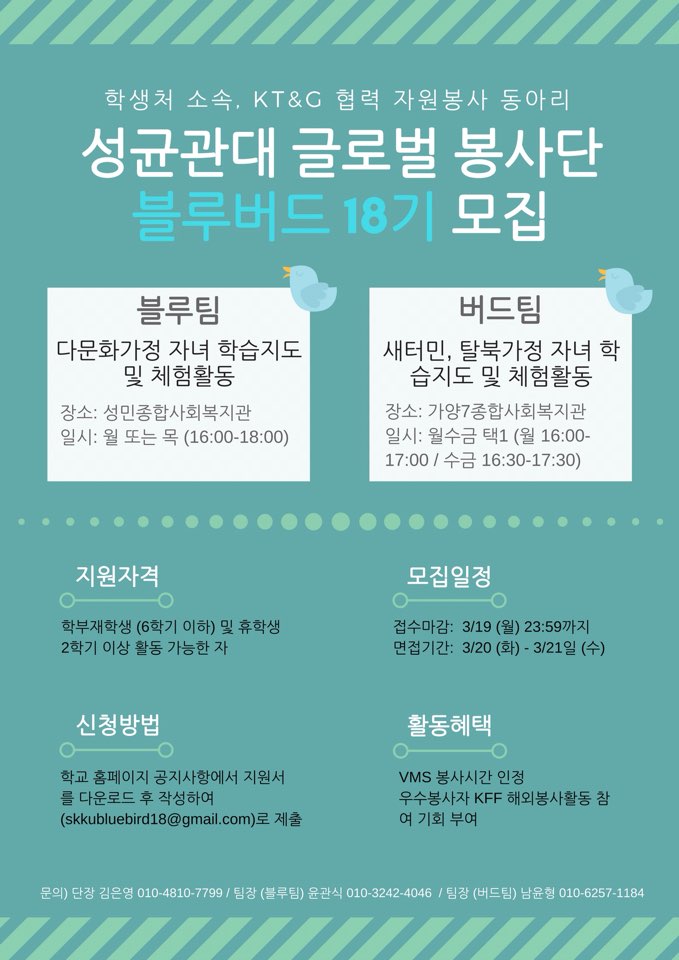 학생처 소속, KT&G 협력 자원봉사 동아리
성균관대 글로벌 봉사단
블루버드 18기 모집
블루팀
다문화가정 자녀 학습지도
및 체험활동
장소: 성민종합사회복지관
일시: 월 또는 목 (16:00-18:00)
버드팀
새터민, 탈북가정 자녀 학
습지도 및 체험활동
장소: 가양7종합사회복지관
일시: 월수금 택1 (월 16:00-
17:00 / 수금 16:30-17:30)
지원자격
학부재학생 (6학기 이하) 및 휴학생
2학기 이상 활동 가능한 자
모집일정
접수마감: 3/19 (월) 23:59까지
면접기간: 3/20 (화) - 3/21일 (수)
신청방법
학교 홈페이지 공지사항에서 지원서
를 다운로드 후 작성하여
(skkubluebird18@gmail.com)로 제출
활동혜택
VMS 봉사시간 인정
우수봉사자 KFF 해외봉사활동 참
여 기회 부여
문의) 단장 김은영 010-4810-7799 / 팀장 (블루팀) 윤관식 010-3242-4046 / 팀장 (버드팀) 남윤형 010-6257-1184